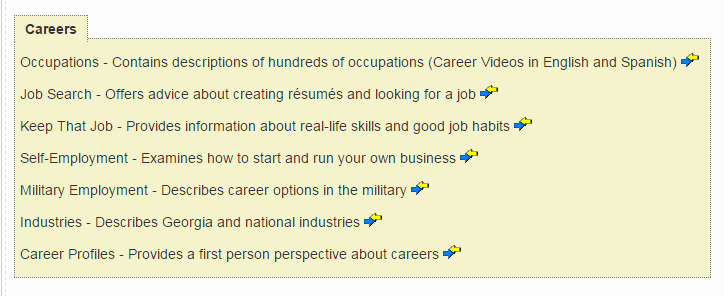 Careers
Occupations - Contains descriptions of hundreds of occupations (Career Videos in English and Spanish)
Job Search - Offers advice about creating résumés and looking for a job
Keep That Job - Provides information about real-life skills and good job habits
Self-Employment - Examines how to start and run your own business
Military Employment - Describes career options in the military
Industries - Describes Georgia and national industries
Career Profiles - Provides a first person perspective about careers